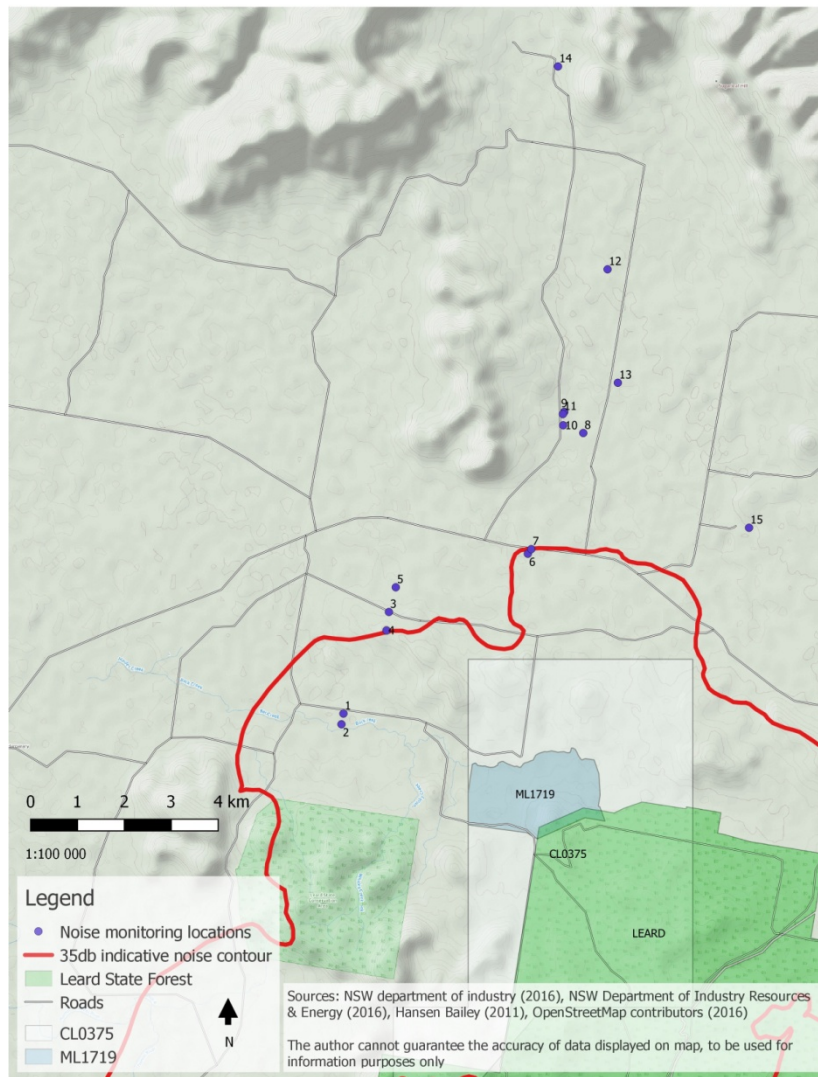 14
12
13
9
11
10
8
15
7
6
5
3
4
1
2
ML1719
CL0375
LEARD
0 1 2 3 4 km
1:100 000
Legend
Noise monitoring locations
35db indicative noise contour
Leard State Forest
Roads
CL0375
ML1719
N
Sources: NSW department of industry (2016), NSW Department of Industry Resources
& Energy (2016), Hansen Bailey (2011), OpenStreetMap contributors (2016)
The author cannot guarantee the accuracy of data displayed on map, to be used for
information purposes only